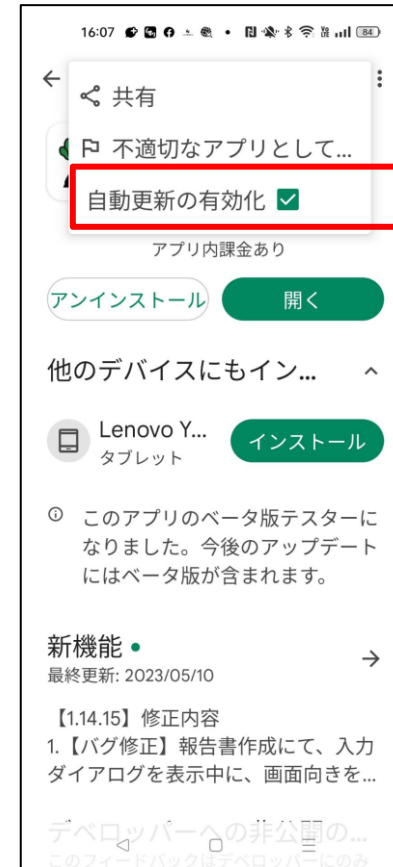 16:07
84
共有
不適切なアプリとして...
自動更新の有効化
アプリ内課金あり
アンインストール
開く
他のデバイスにもイン...
Lenovo Y...
インストール
タブレット
このアプリのベータ版テスターに
なりました。今後のアップデート
にはベータ版が含まれます。
新機能
最終更新: 2023/05/10
【1.14.15】修正内容
1.【バグ修正】報告書作成にて、入力
ダイアログを表示中に、画面向きを...
デベロッパーへの非公開の...
このフィードバックはデベロッパーにのみ